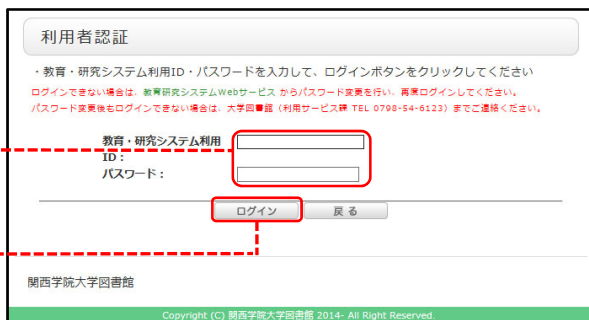 利用者認証
・教育・研究システム利用ID・パスワードを入力して、ログインボタンをクリックしてください
ログインできない場合は、教育研究システムWebサービス からパスワード変更を行い、再度ログインしてください。
パスワード変更後もログインできない場合は、大学図書館（利用サービス課 TEL 0798-54-6123）までご連絡ください。
教育・研究システム利用
ID：
パスワード：
ログイン 戻る
関西学院大学図書館
Copyright (C) 関西学院大学図書館 2014- All Right Reserved.